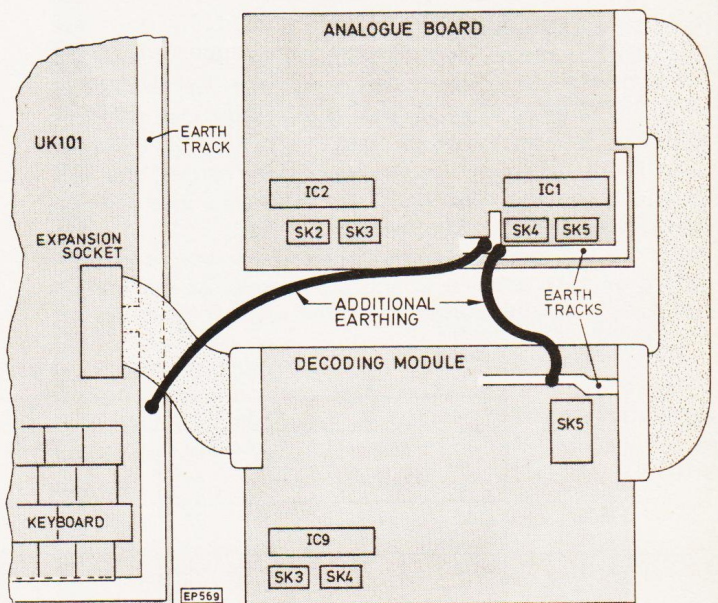 ANALOGUE BOARD
UK101
EARTH
TRACK
IC2
IC1
SK2
SK3
SK4
SK5
EXPANSION
SOCKET
ADDITIONAL
EARTHING
EARTH
TRACKS
DECODING MODULE
SK5
KEYBOARD
IC9
SK3
SK4
EP569